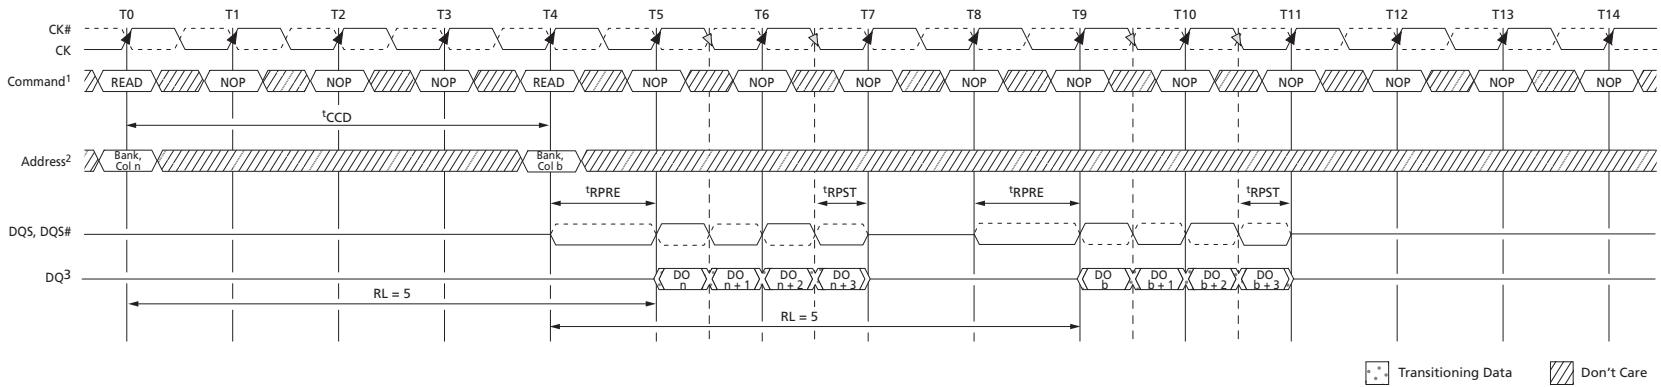 T0 T1 T2 T3 T4 T5 T6 T7 T8 T9 T10 T11 T12 T13 T14
CK#
CK
Command1 READ NOP NOP NOP READ NOP NOP NOP NOP NOP NOP NOP NOP NOP NOP
tCCD
Address2 Bank, Col n Bank, Col b
tRPRE tRPST tRPRE tRPST
DQS, DQS#
DQ3 DO n DO n + 1 DO n + 2 DO n + 3 DO b DO b + 1 DO b + 2 DO b + 3
RL = 5
RL = 5
Transitioning Data Don't Care